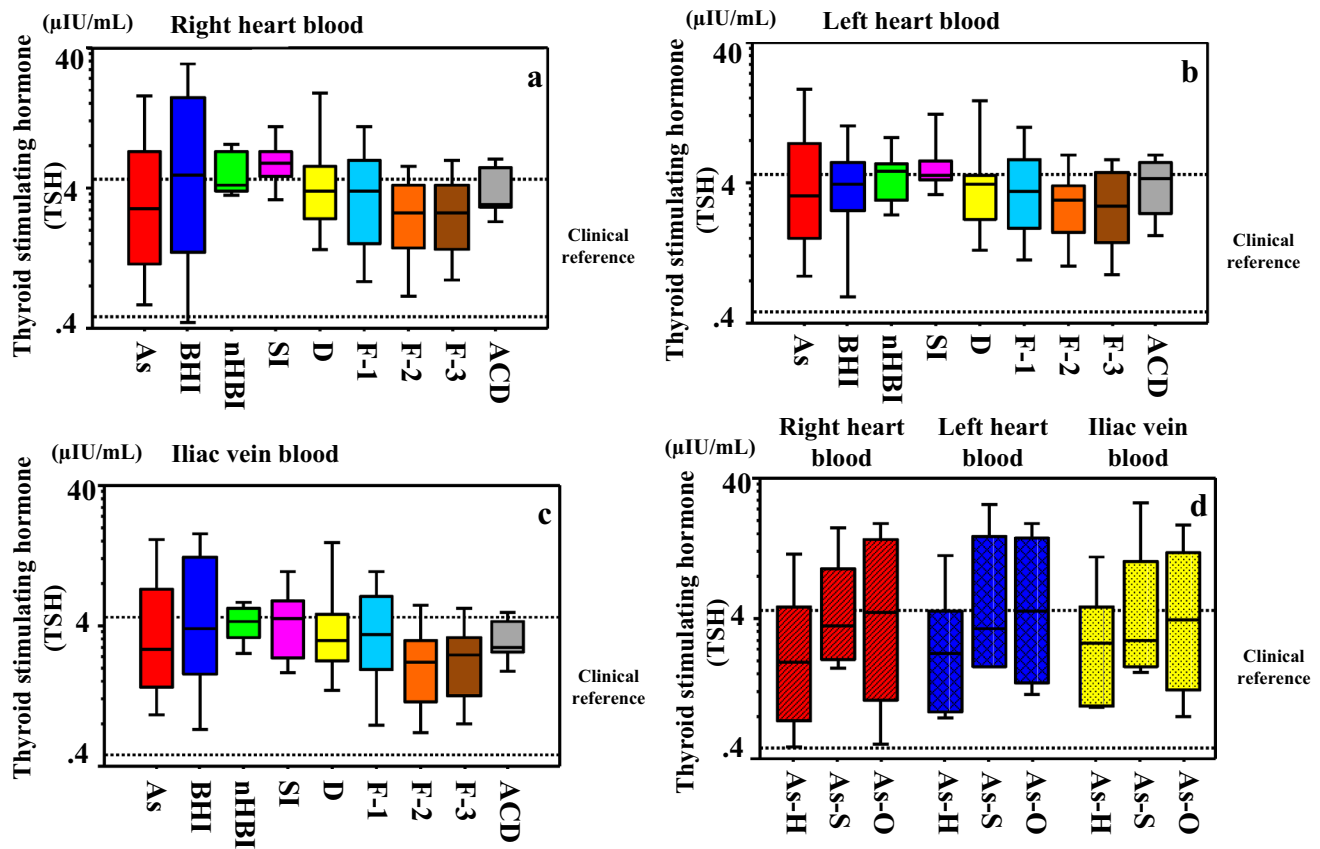 (µIU/mL) Right heart blood
Thyroid stimulating hormone
(TSH)
40
4
.4
a
Clinical
reference
As BHI nHBI SI D F-1 F-2 F-3 ACD
(µIU/mL) Left heart blood
Thyroid stimulating hormone
(TSH)
40
4
.4
b
Clinical
reference
As BHI nHBI SI D F-1 F-2 F-3 ACD
(µIU/mL) Iliac vein blood
Thyroid stimulating hormone
(TSH)
40
4
.4
c
Clinical
reference
As BHI nHBI SI D F-1 F-2 F-3 ACD
(µIU/mL)
Right heart
blood
Left heart
blood
Iliac vein
blood
Thyroid stimulating hormone
(TSH)
40
4
.4
d
Clinical
reference
As-H As-S As-O As-H As-S As-O As-H As-S As-O